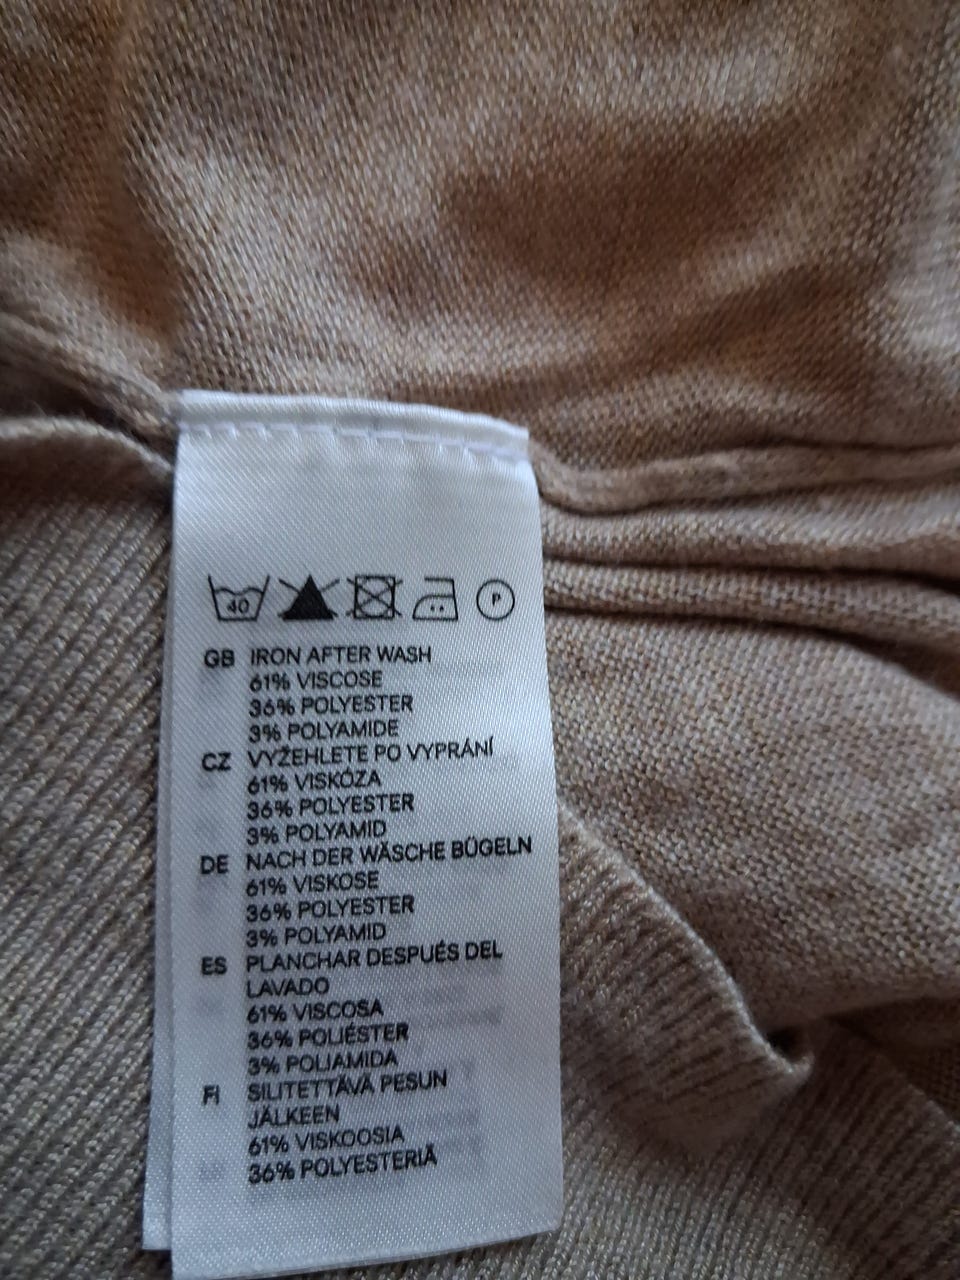 40 P
GB IRON AFTER WASH
61% VISCOSE
36% POLYESTER
3% POLYAMIDE
CZ VYŽEHLETE PO VYPRÁNÍ
61% VISKÓZA
36% POLYESTER
3% POLYAMID
DE NACH DER WÄSCHE BÜGELN
61% VISKOSE
36% POLYESTER
3% POLYAMID
ES PLANCHAR DESPUÉS DEL
LAVADO
61% VISCOSA
36% POLIÉSTER
3% POLIAMIDA
FI SILITETTÄVÄ PESUN
JÄLKEEN
61% VISKOOSIA
36% POLYESTERIÄ